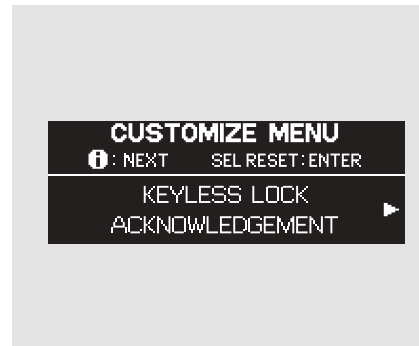 CUSTOMIZE MENU
i : NEXT SEL RESET : ENTER
KEYLESS LOCK
ACKNOWLEDGEMENT